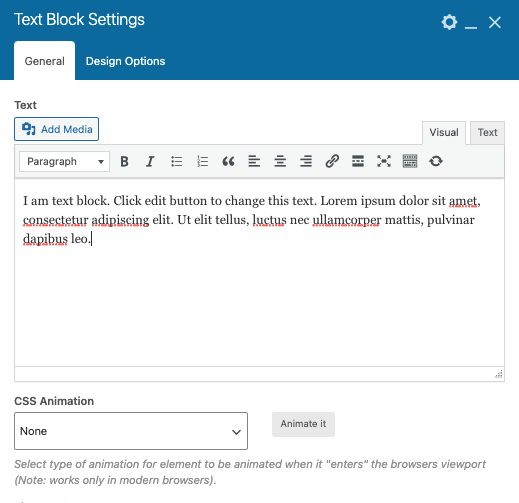 Text Block Settings
General Design Options
Text
Add Media
Visual Text
Paragraph
I am text block. Click edit button to change this text. Lorem ipsum dolor sit amet,
consectetur adipiscing elit. Ut elit tellus, luctus nec ullamcorper mattis, pulvinar
dapibus leo.
CSS Animation
None
Animate it
Select type of animation for element to be animated when it "enters" the browsers viewport
(Note: works only in modern browsers).